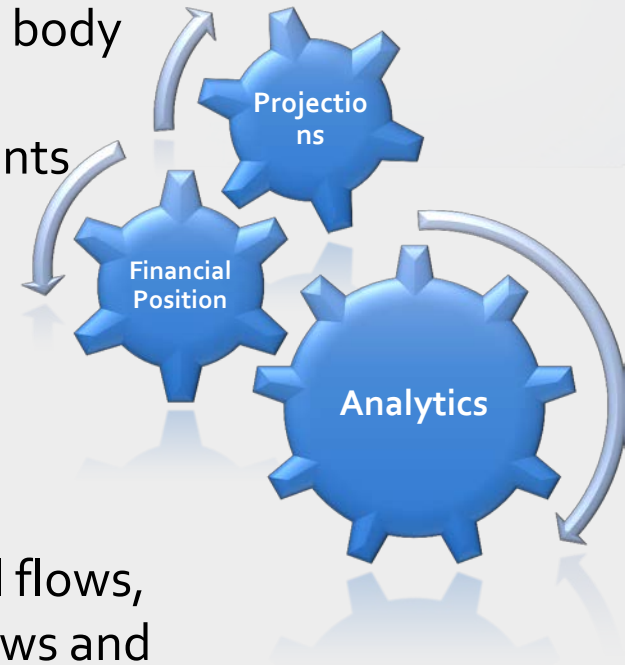 body
Projectio
ns
nts
Financial
Position
Analytics
flows,
ws and